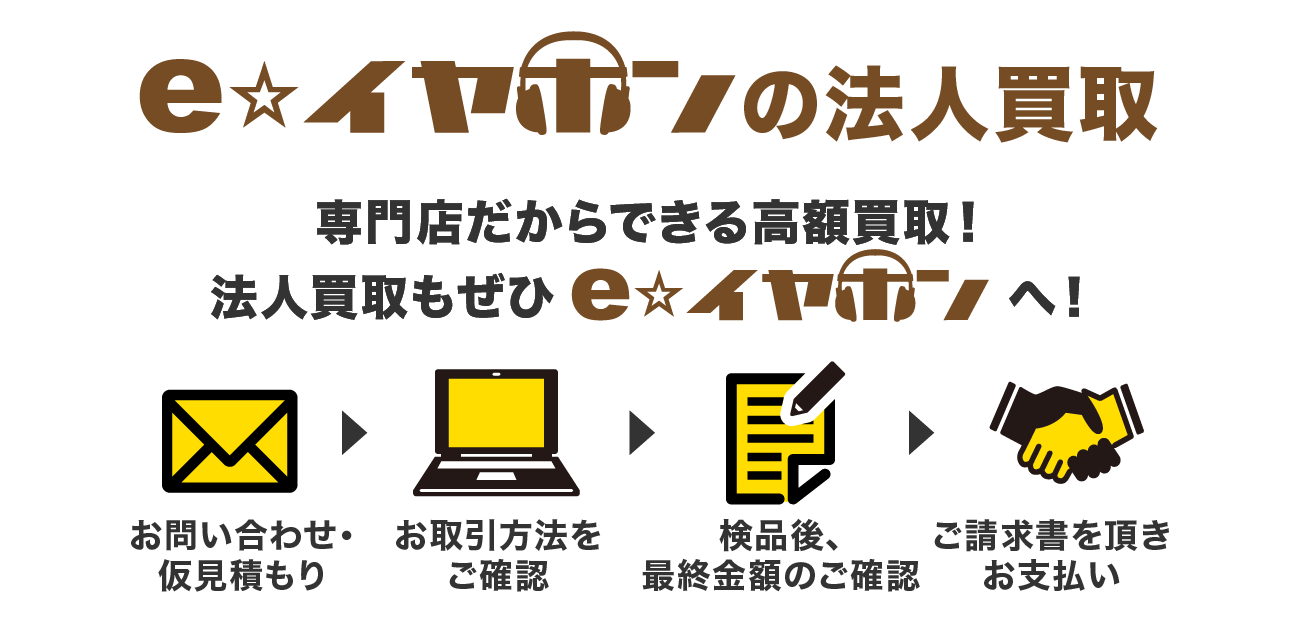 e☆イヤホンの法人買取
専門店だからできる高額買取！
法人買取もぜひ e☆イヤホン へ！
お問い合わせ・
仮見積もり
お取引方法を
ご確認
検品後、
最終金額のご確認
ご請求書を頂き
お支払い